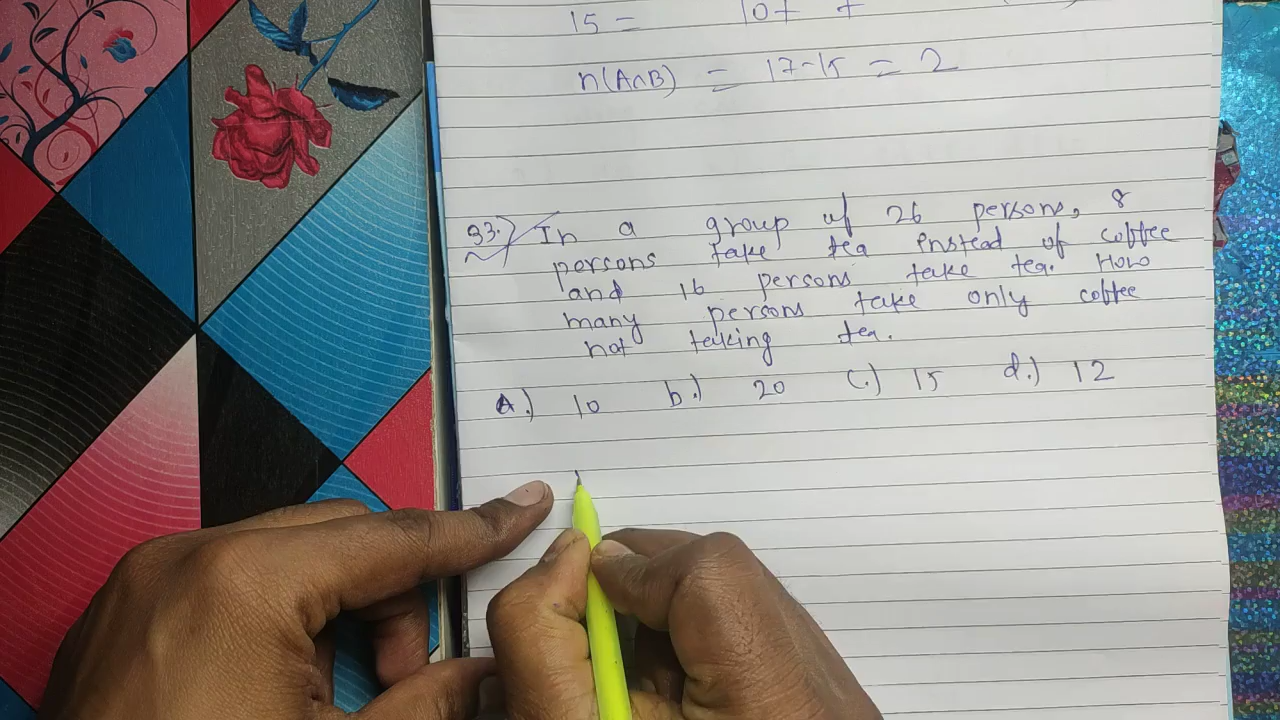 15 = 10+ +
n(A∩B) = 17-15 = 2
33.) In a group of 26 persons, 8
persons take tea instead of coffee
and 16 persons take tea. How
many persons take only coffee
not taking tea.
A.) 10 b.) 20 C.) 15 d.) 12